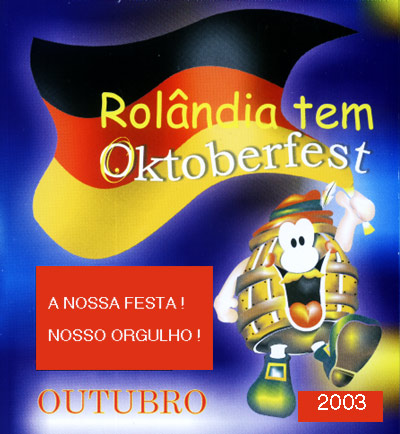 Rolândia tem
Oktoberfest
A NOSSA FESTA !
NOSSO ORGULHO !
OUTUBRO
2003